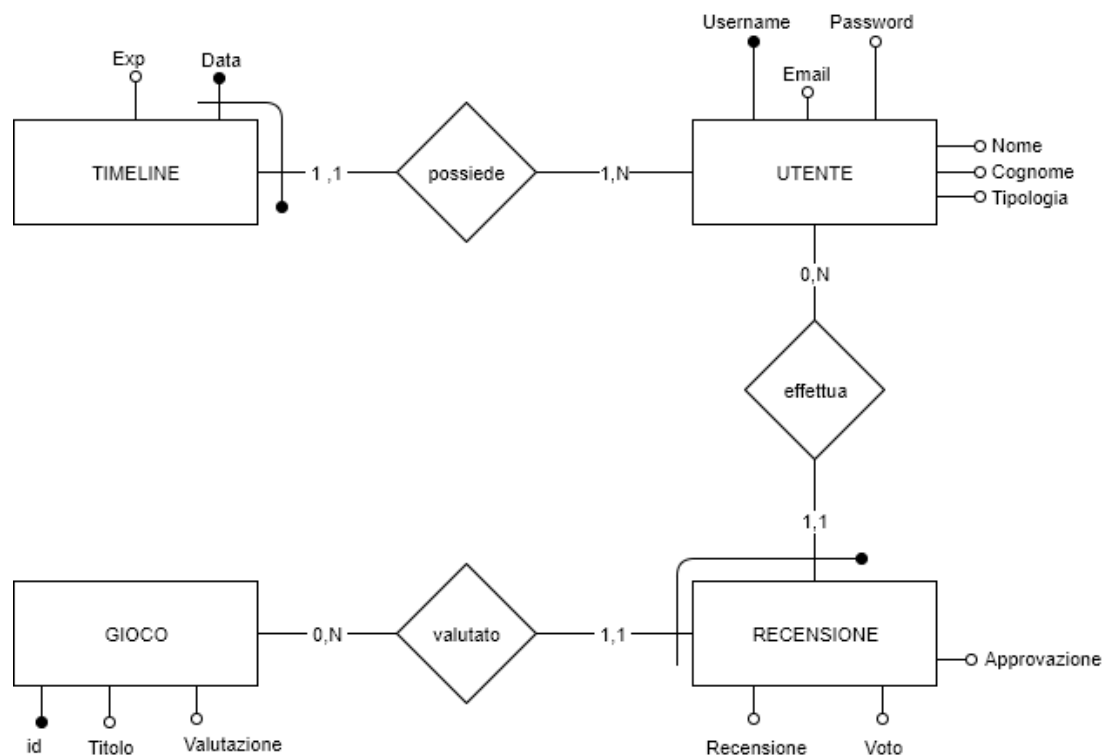 Username
Password
Exp
Data
Email
TIMELINE
1 ,1
possiede
1,N
UTENTE
Nome
Cognome
Tipologia
0,N
effettua
1,1
GIOCO
0,N
valutato
1,1
RECENSIONE
Approvazione
id
Titolo
Valutazione
Recensione
Voto